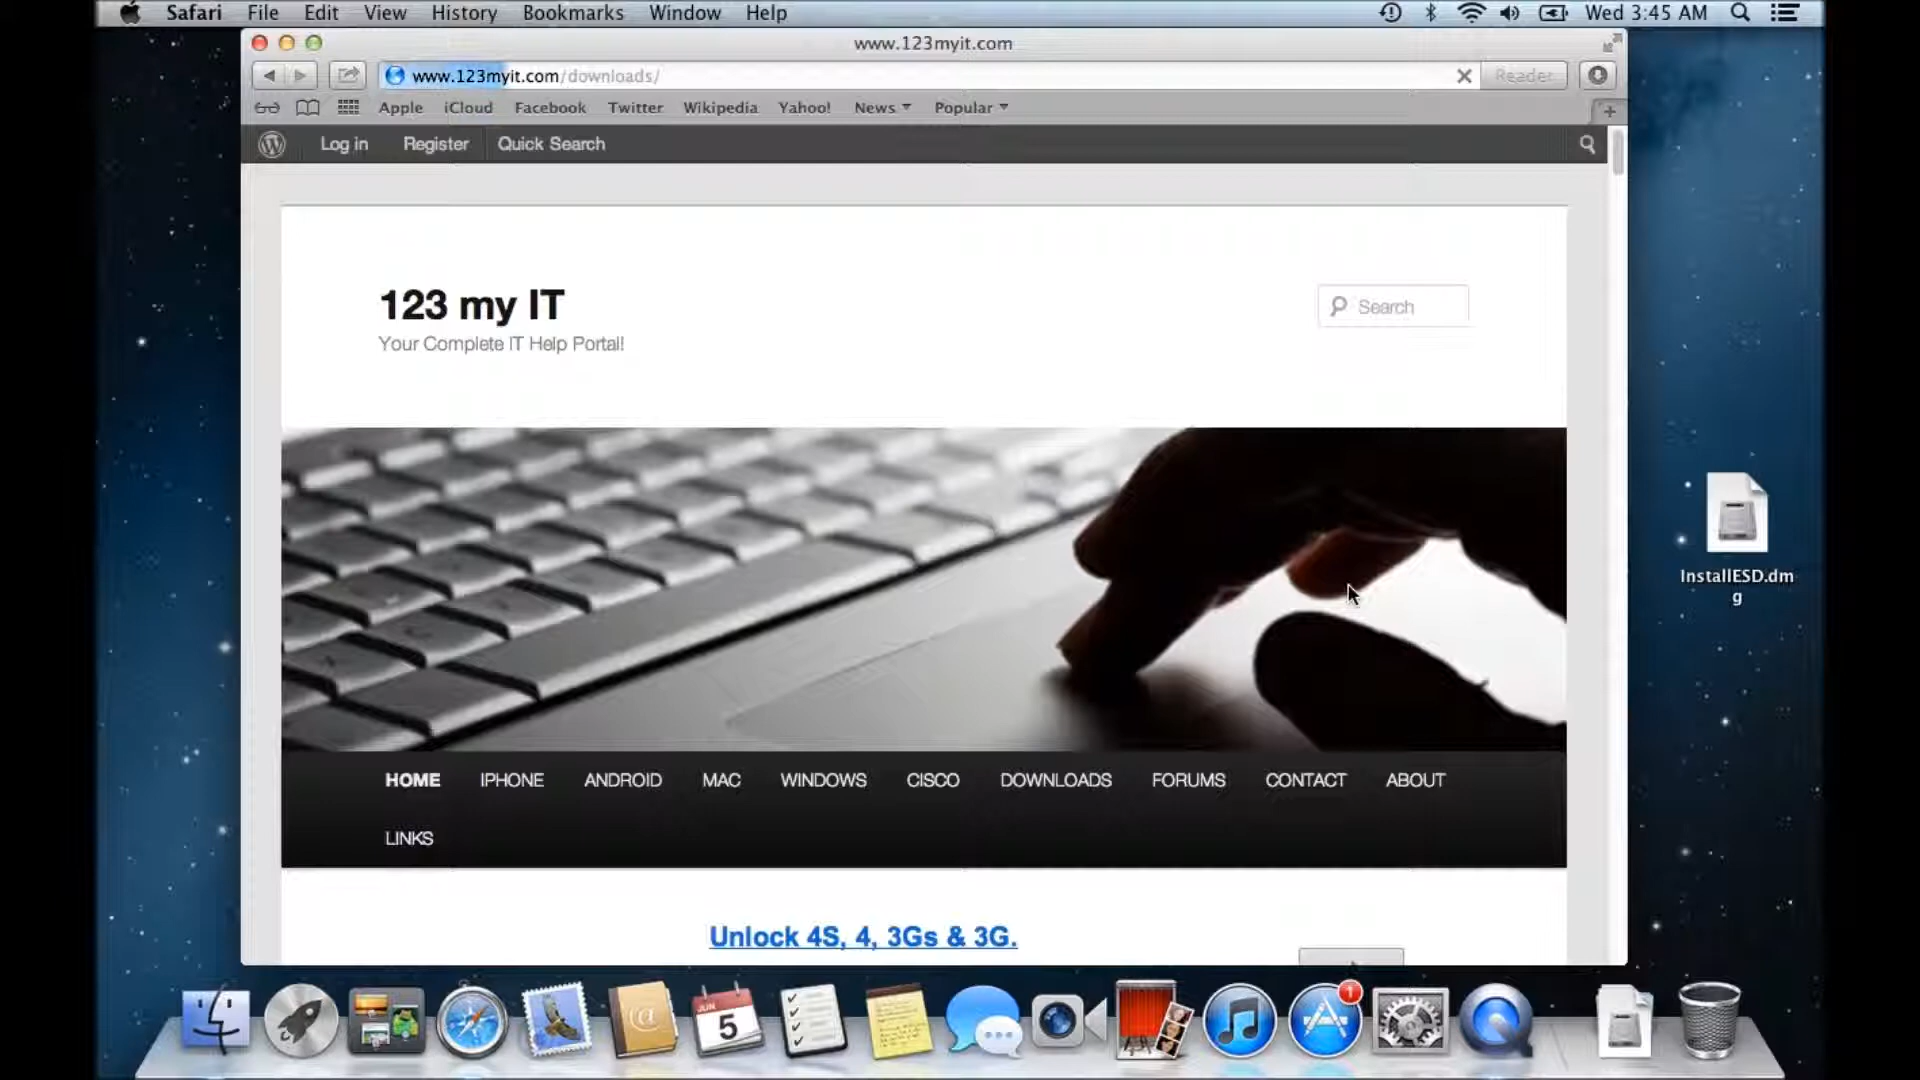 Safari File Edit View History Bookmarks Window Help Wed 3:45 AM
www.123myit.com
www.123myit.com/downloads/ Reader
Apple iCloud Facebook Twitter Wikipedia Yahoo! News Popular
Log in Register Quick Search
123 my IT
Your Complete IT Help Portal!
Search
InstallESD.dm
g
HOME IPHONE ANDROID MAC WINDOWS CISCO DOWNLOADS FORUMS CONTACT ABOUT
LINKS
Unlock 4S, 4, 3Gs & 3G.
1
JUN
5